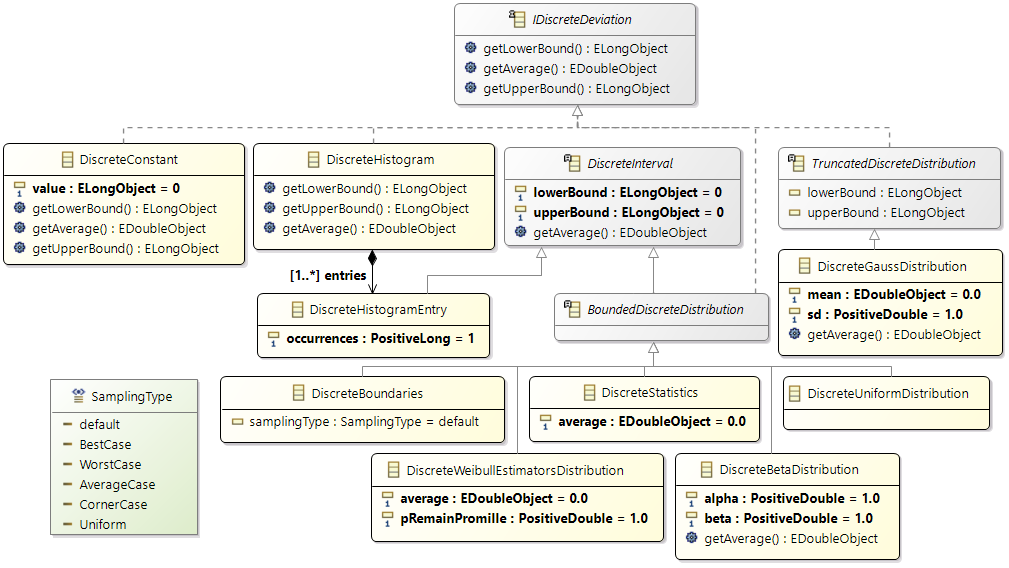 IDiscreteDeviation
getLowerBound() : ELongObject
getAverage() : EDoubleObject
getUpperBound() : ELongObject
DiscreteConstant
value : ELongObject = 0
getLowerBound() : ELongObject
getAverage() : EDoubleObject
getUpperBound() : ELongObject
DiscreteHistogram
getLowerBound() : ELongObject
getUpperBound() : ELongObject
getAverage() : EDoubleObject
DiscreteInterval
lowerBound : ELongObject = 0
upperBound : ELongObject = 0
getAverage() : EDoubleObject
TruncatedDiscreteDistribution
lowerBound : ELongObject
upperBound : ELongObject
[1..*] entries
DiscreteHistogramEntry
occurrences : PositiveLong = 1
BoundedDiscreteDistribution
DiscreteGaussDistribution
mean : EDoubleObject = 0.0
sd : PositiveDouble = 1.0
getAverage() : EDoubleObject
SamplingType
default
BestCase
WorstCase
AverageCase
CornerCase
Uniform
DiscreteBoundaries
samplingType : SamplingType = default
DiscreteStatistics
average : EDoubleObject = 0.0
DiscreteUniformDistribution
DiscreteWeibullEstimatorsDistribution
average : EDoubleObject = 0.0
pRemainPromille : PositiveDouble = 1.0
DiscreteBetaDistribution
alpha : PositiveDouble = 1.0
beta : PositiveDouble = 1.0
getAverage() : EDoubleObject